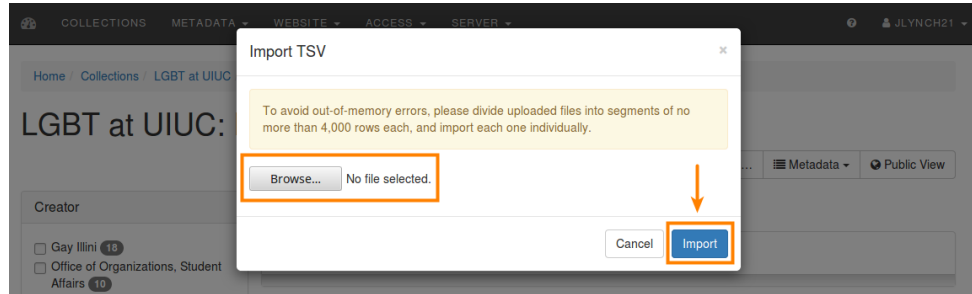 COLLECTIONS METADATA WEBSITE ACCESS SERVER JLYNCH21
Import TSV ×
Home / Collections / LGBT at UIUC
To avoid out-of-memory errors, please divide uploaded files into segments of no
more than 4,000 rows each, and import each one individually.
LGBT at UIUC:
... Metadata Public View
Browse... No file selected.
Creator
Cancel Import
Gay Illini 18
Office of Organizations, Student
Affairs 10